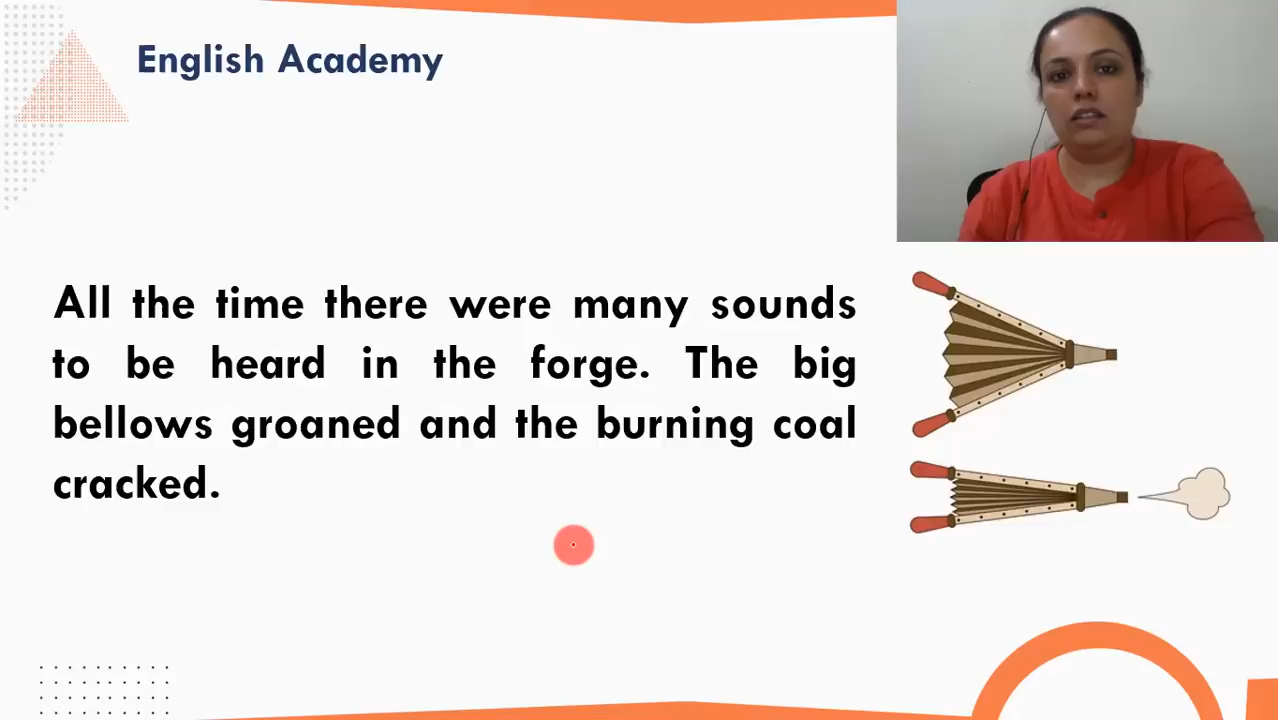 English Academy
All the time there were many sounds
to be heard in the forge. The big
bellows groaned and the burning coal
cracked.